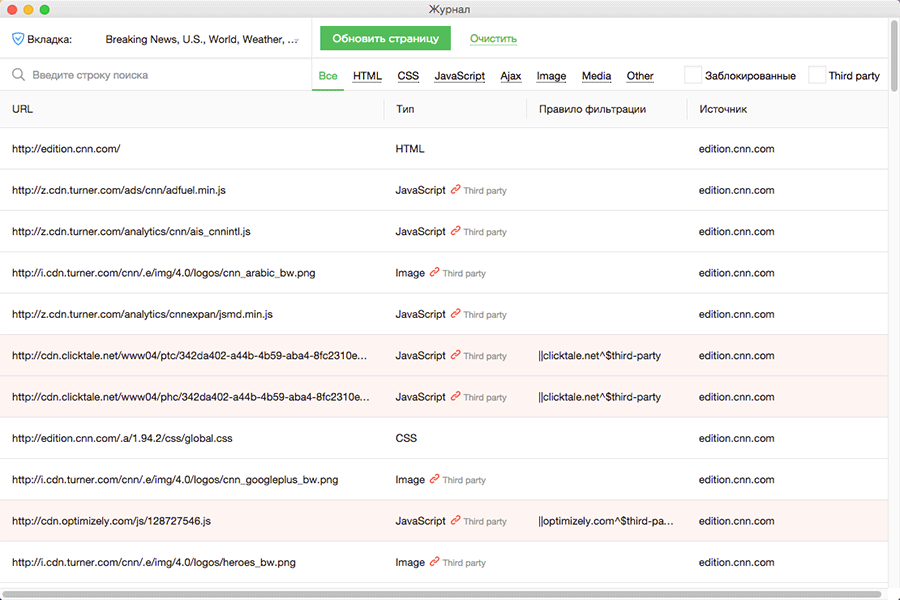 Журнал
Вкладка: Breaking News, U.S., World, Weather, ... Обновить страницу Очистить
Введите строку поиска Все HTML CSS JavaScript Ajax Image Media Other Заблокированные Third party
URL Тип Правило фильтрации Источник
http://edition.cnn.com/ HTML edition.cnn.com
http://z.cdn.turner.com/ads/cnn/adfuel.min.js JavaScript Third party edition.cnn.com
http://z.cdn.turner.com/analytics/cnn/ais_cnnintl.js JavaScript Third party edition.cnn.com
http://i.cdn.turner.com/cnn/.e/img/4.0/logos/cnn_arabic_bw.png Image Third party edition.cnn.com
http://z.cdn.turner.com/analytics/cnnexpan/jsmd.min.js JavaScript Third party edition.cnn.com
http://cdn.clicktale.net/www04/ptc/342da402-a44b-4b59-aba4-8fc2310e... JavaScript Third party ||clicktale.net^$third-party edition.cnn.com
http://cdn.clicktale.net/www04/phc/342da402-a44b-4b59-aba4-8fc2310e... JavaScript Third party ||clicktale.net^$third-party edition.cnn.com
http://edition.cnn.com/.a/1.94.2/css/global.css CSS edition.cnn.com
http://i.cdn.turner.com/cnn/.e/img/4.0/logos/cnn_googleplus_bw.png Image Third party edition.cnn.com
http://cdn.optimizely.com/js/128727546.js JavaScript Third party ||optimizely.com^$third-pa... edition.cnn.com
http://i.cdn.turner.com/cnn/.e/img/4.0/logos/heroes_bw.png Image Third party edition.cnn.com